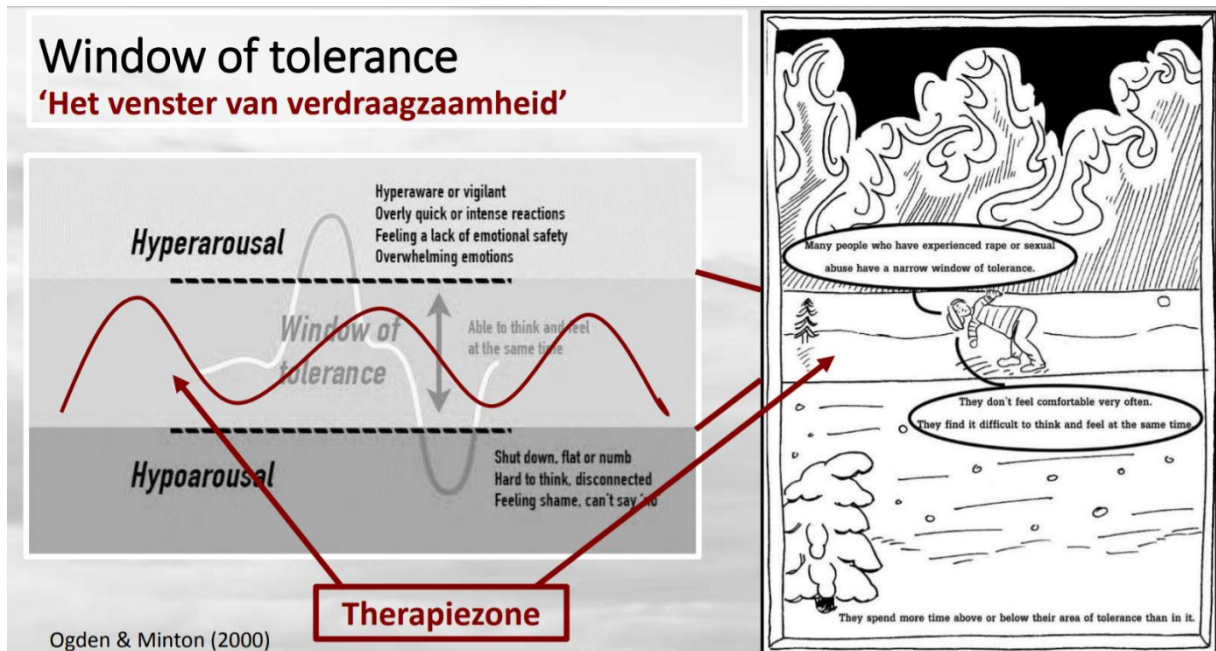 Window of tolerance
‘Het venster van verdraagzaamheid’
Hyperarousal
Hyperaware or vigilant
Overly quick or intense reactions
Feeling a lack of emotional safety
Overwhelming emotions
Window of
tolerance
Able to think and feel
at the same time
Hypoarousal
Shut down, flat or numb
Hard to think, disconnected
Feeling shame, can't say 'no'
Therapiezone
Ogden & Minton (2000)
Many people who have experienced rape or sexual
abuse have a narrow window of tolerance.
They don't feel comfortable very often.
They find it difficult to think and feel at the same time.
They spend more time above or below their area of tolerance than in it.